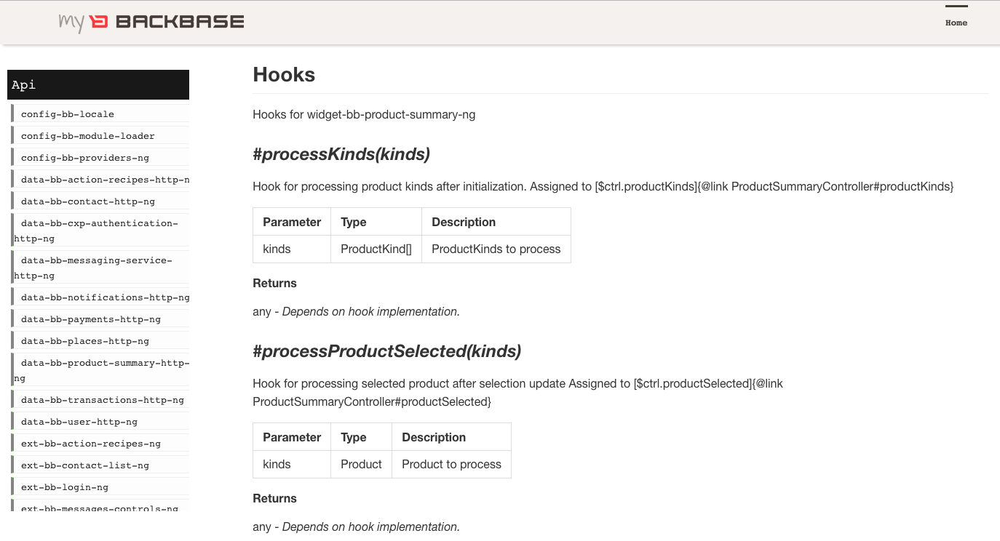 my BACKBASE
Home
Api
config-bb-locale
config-bb-module-loader
config-bb-providers-ng
data-bb-action-recipes-http-n
data-bb-contact-http-ng
data-bb-cxp-authentication-
http-ng
data-bb-messaging-service-
http-ng
data-bb-notifications-http-ng
data-bb-payments-http-ng
data-bb-places-http-ng
data-bb-product-summary-http-
ng
data-bb-transactions-http-ng
data-bb-user-http-ng
ext-bb-action-recipes-ng
ext-bb-contact-list-ng
ext-bb-login-ng
ext-bb-messages-controls-ng
Hooks
Hooks for widget-bb-product-summary-ng
#processKinds(kinds)
Hook for processing product kinds after initialization. Assigned to [$ctrl.productKinds]{@link ProductSummaryController#productKinds}
Parameter Type Description
kinds ProductKind[] ProductKinds to process
Returns
any - Depends on hook implementation.
#processProductSelected(kinds)
Hook for processing selected product after selection update Assigned to [$ctrl.productSelected]{@link
ProductSummaryController#productSelected}
Parameter Type Description
kinds Product Product to process
Returns
any - Depends on hook implementation.